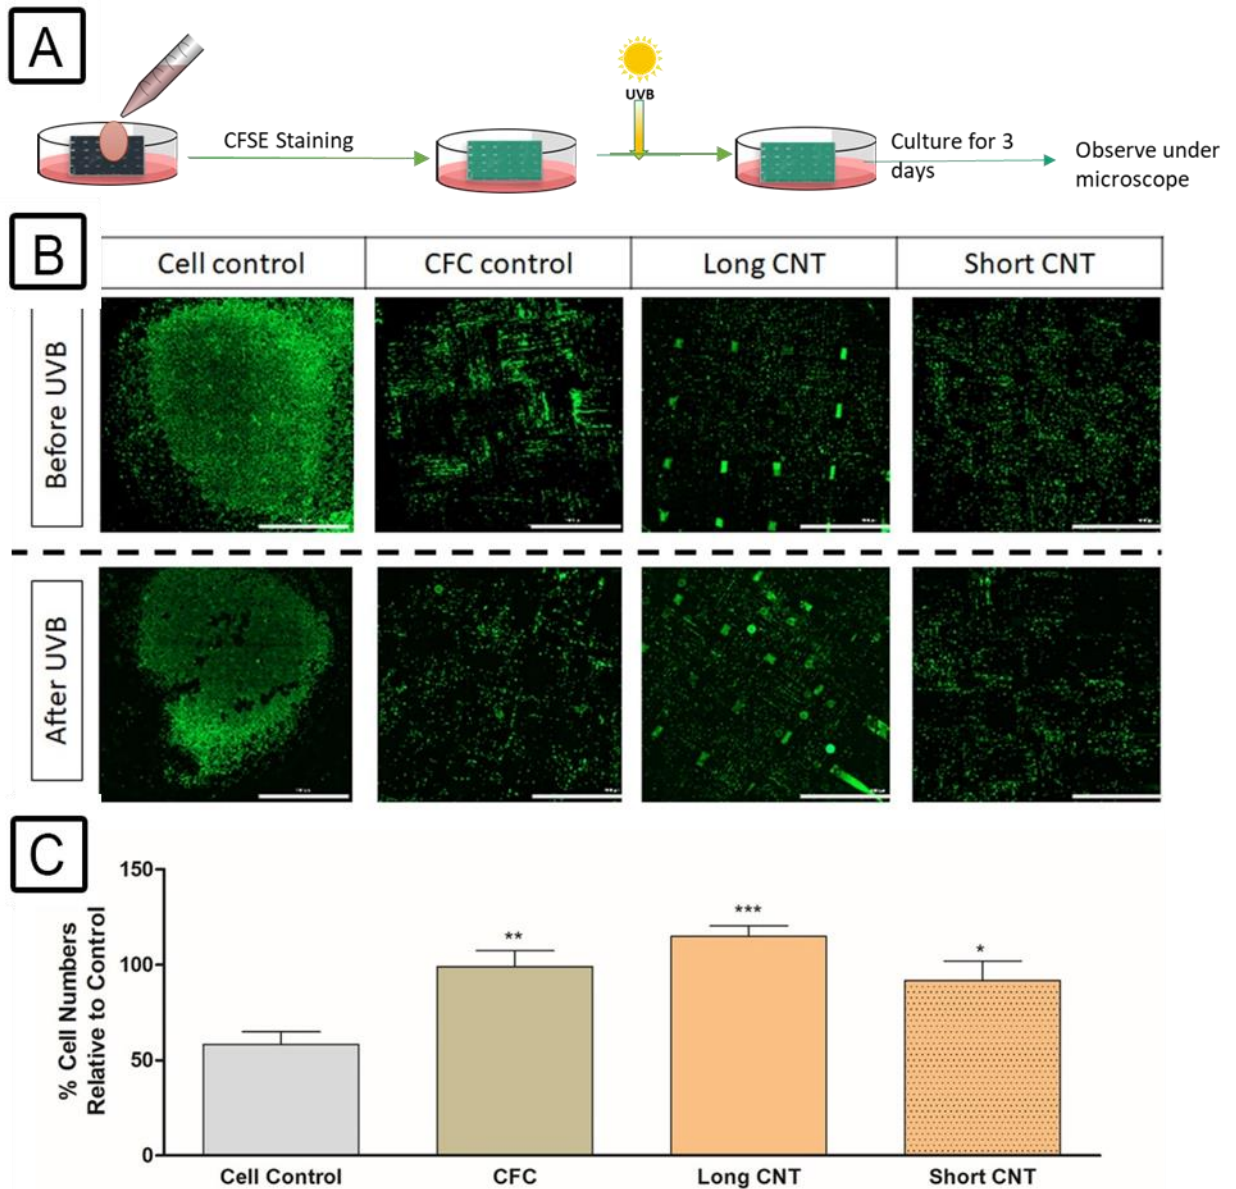 A
UVB
CFSE Staining
Culture for 3
days
Observe under
microscope
B
Cell control
CFC control
Long CNT
Short CNT
Before UVB
After UVB
C
% Cell Numbers
Relative to Control
150
100
50
0
**
***
*
Cell Control
CFC
Long CNT
Short CNT